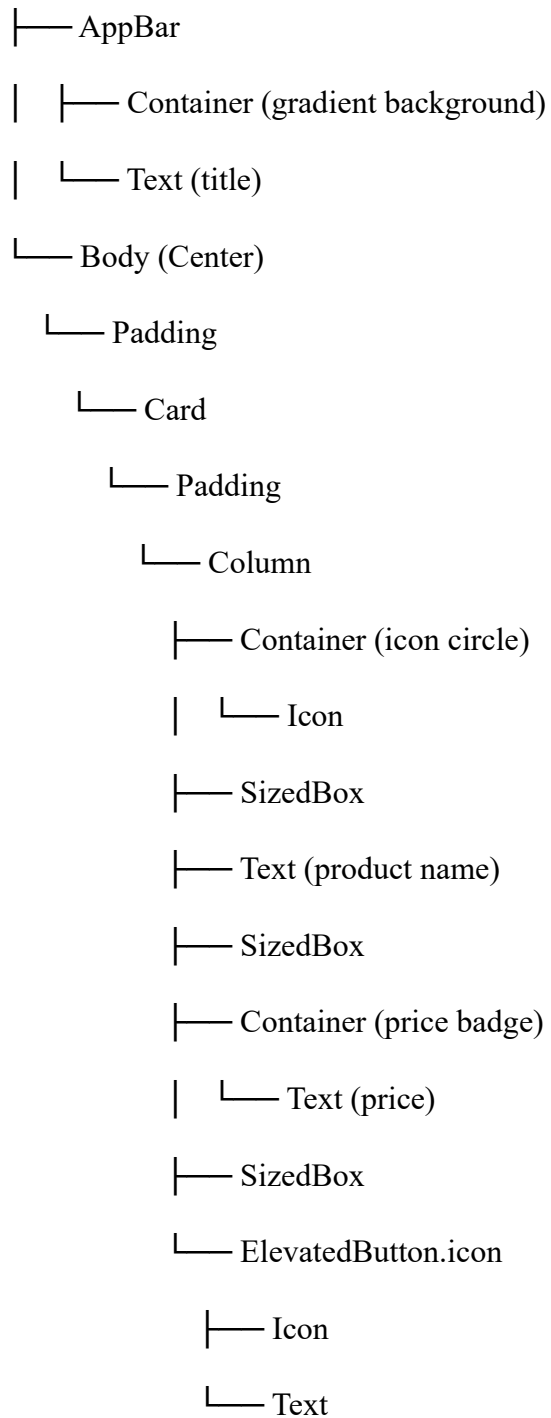 ├── AppBar
│ ├── Container (gradient background)
│ └── Text (title)
└── Body (Center)
└── Padding
└── Card
└── Padding
└── Column
├── Container (icon circle)
│ └── Icon
├── SizedBox
├── Text (product name)
├── SizedBox
├── Container (price badge)
│ └── Text (price)
├── SizedBox
└── ElevatedButton.icon
├── Icon
└── Text